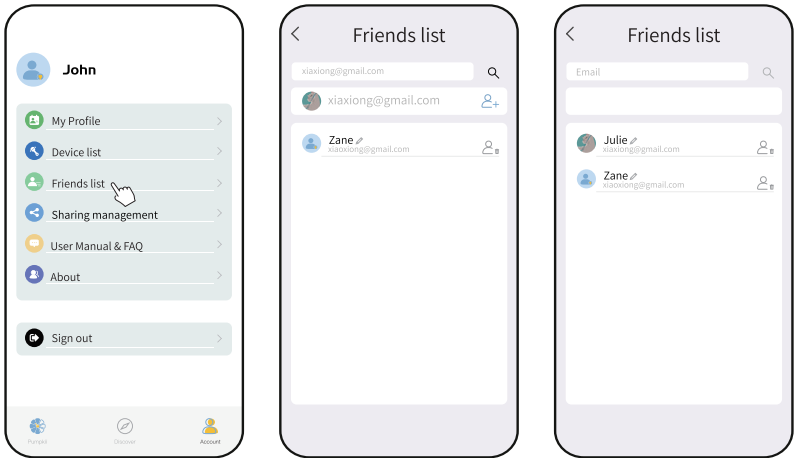 John
My Profile
Device list
Friends list
Sharing management
User Manual & FAQ
About
Sign out
Pumpkii
Discover
Account
Friends list
xiaxiong@gmail.com
xiaxiong@gmail.com
Zane
xiaoxiong@gmail.com
Friends list
Email
Julie
xiaxiong@gmail.com
Zane
xiaoxiong@gmail.com